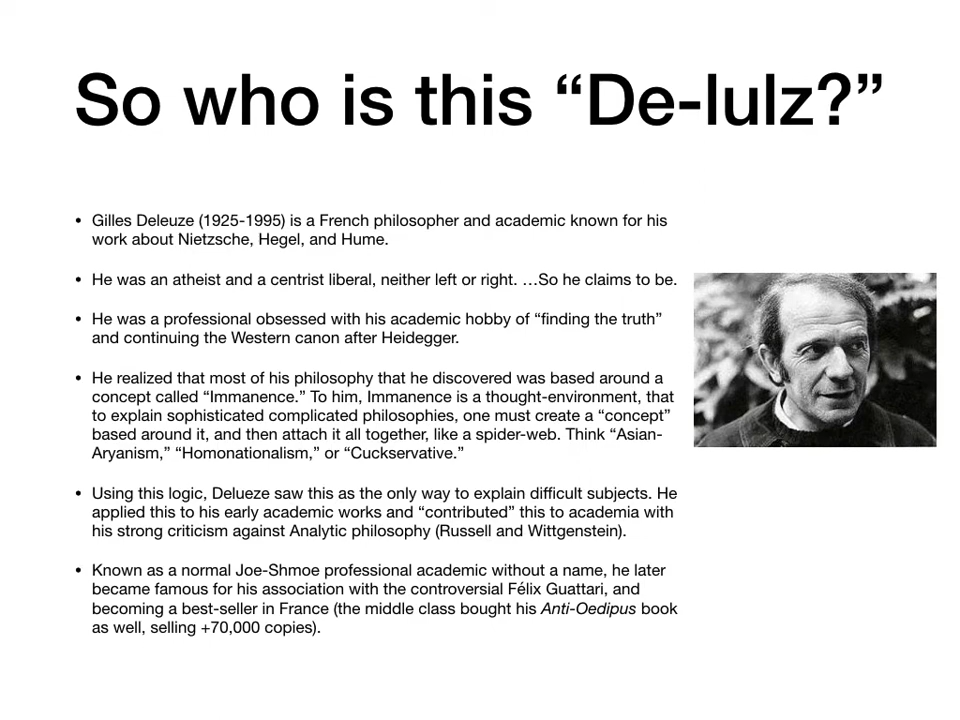 So who is this “De-lulz?”
• Gilles Deleuze (1925-1995) is a French philosopher and academic known for his
work about Nietzsche, Hegel, and Hume.
• He was an atheist and a centrist liberal, neither left or right. …So he claims to be.
• He was a professional obsessed with his academic hobby of “finding the truth”
and continuing the Western canon after Heidegger.
• He realized that most of his philosophy that he discovered was based around a
concept called “Immanence.” To him, Immanence is a thought-environment, that
to explain sophisticated complicated philosophies, one must create a “concept”
based around it, and then attach it all together, like a spider-web. Think “Asian-
Aryanism,” “Homonationalism,” or “Cuckservative.”
• Using this logic, Delueze saw this as the only way to explain difficult subjects. He
applied this to his early academic works and “contributed” this to academia with
his strong criticism against Analytic philosophy (Russell and Wittgenstein).
• Known as a normal Joe-Shmoe professional academic without a name, he later
became famous for his association with the controversial Félix Guattari, and
becoming a best-seller in France (the middle class bought his Anti-Oedipus book
as well, selling +70,000 copies).